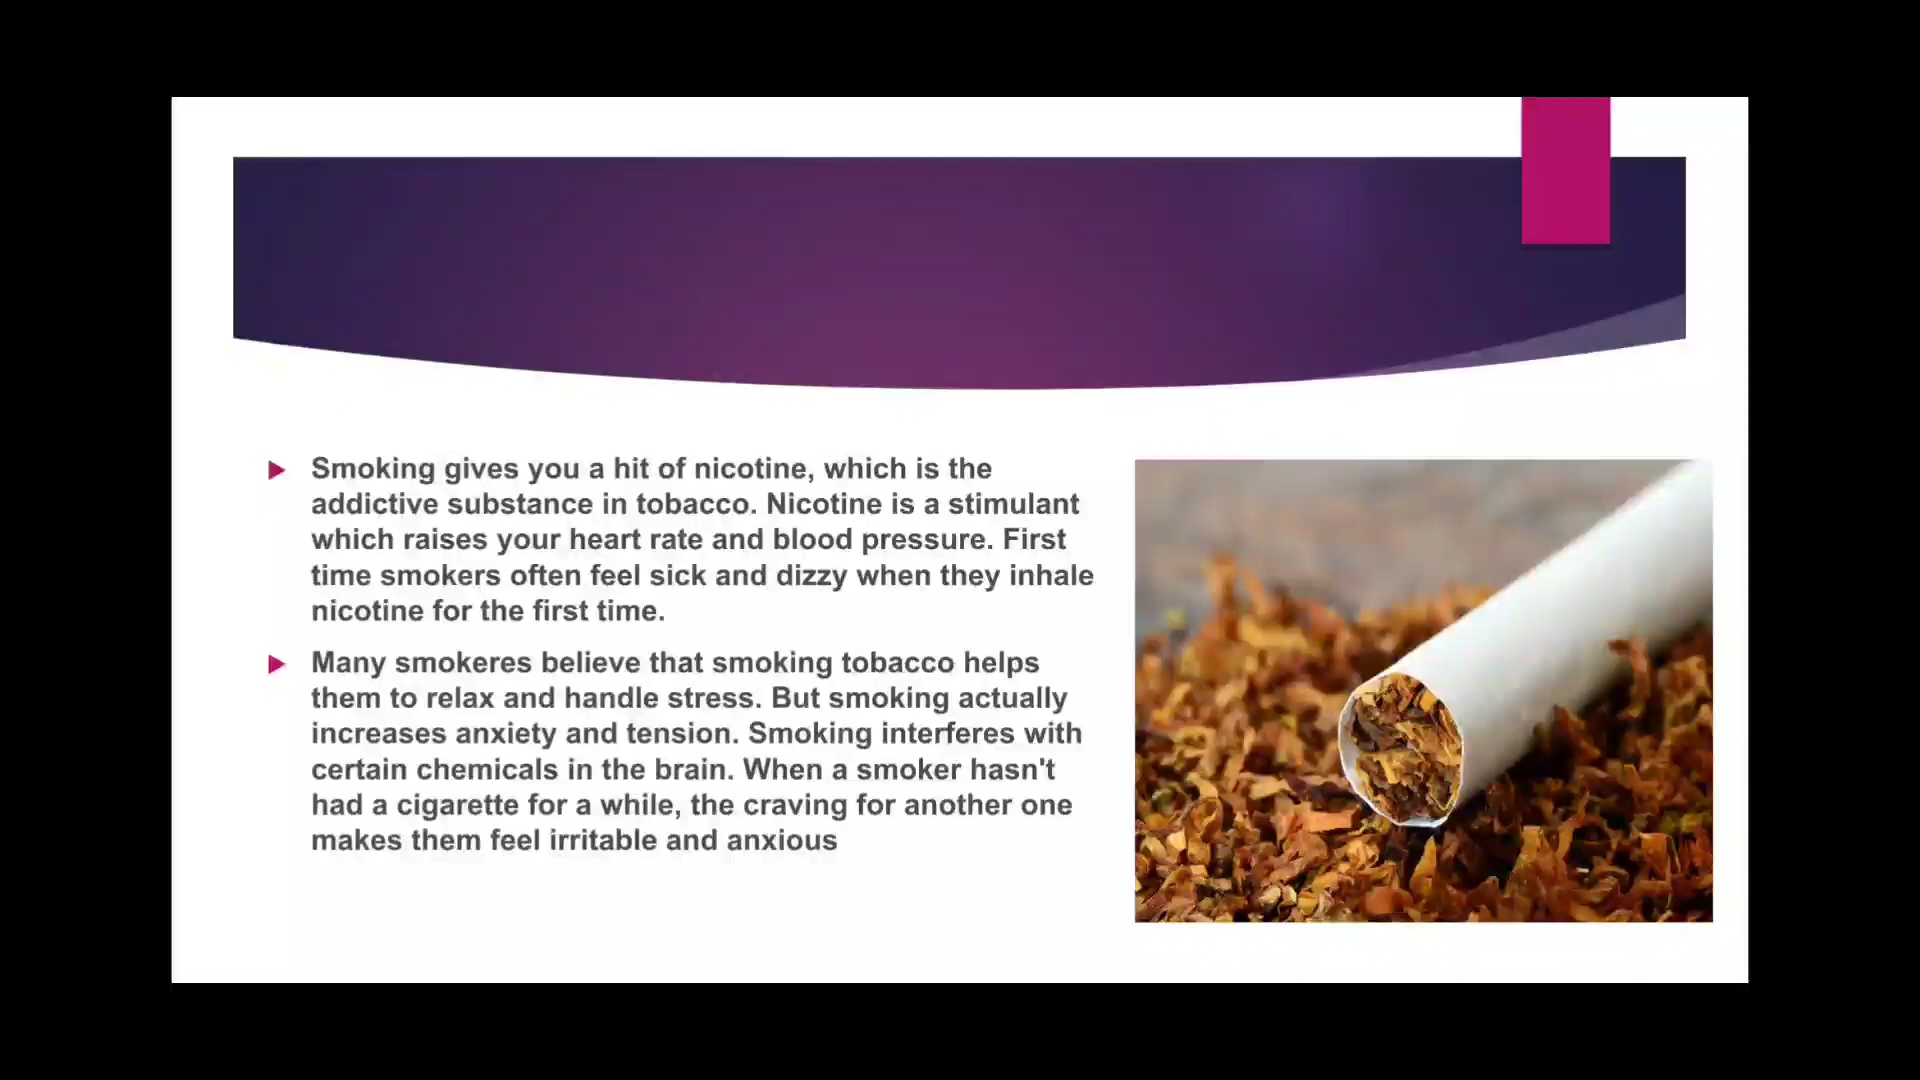 Smoking gives you a hit of nicotine, which is the
addictive substance in tobacco. Nicotine is a stimulant
which raises your heart rate and blood pressure. First
time smokers often feel sick and dizzy when they inhale
nicotine for the first time.
Many smokeres believe that smoking tobacco helps
them to relax and handle stress. But smoking actually
increases anxiety and tension. Smoking interferes with
certain chemicals in the brain. When a smoker hasn't
had a cigarette for a while, the craving for another one
makes them feel irritable and anxious